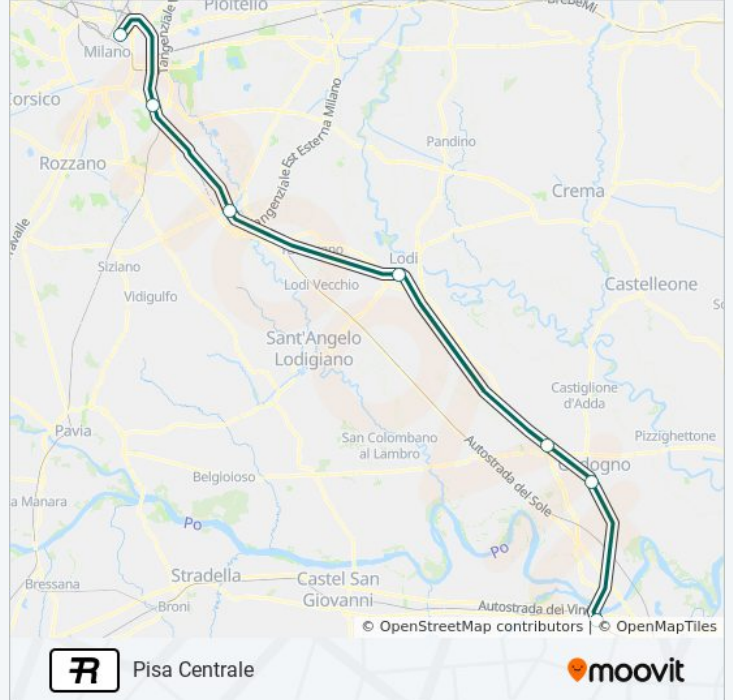 Pioltello
BreBeMi
Milano
Tangenziale
Corsico
Tangenziale Est Esterna Milano
Pandino
Rozzano
Crema
Siziano
Lodi
Castelleone
Lodi Vecchio
Vidigulfo
Sant'Angelo
Lodigiano
Castiglione
d'Adda
Pavia
San Colombano
al Lambro
Pizzighettone
Codogno
Belgioioso
Autostrada del Sole
a Manara
Po
Po
Stradella
Castel San
Giovanni
Bressana
Broni
Autostrada dei Vin
© OpenStreetMap contributors | © OpenMapTiles
R
Pisa Centrale
moovit